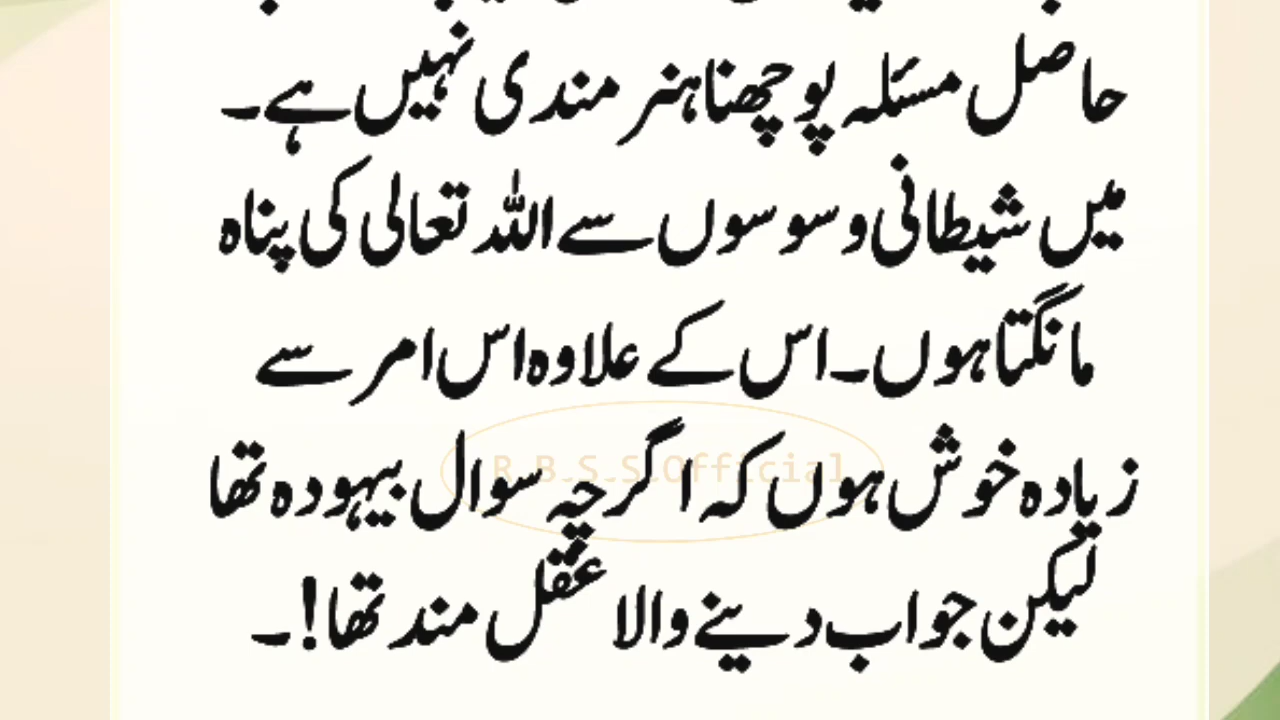 حاصل مسئلہ پوچھنا ہنر مندی نہیں ہے۔
میں شیطانی وسوسوں سے اللہ تعالی کی پناہ
مانگتا ہوں۔ اس کے علاوہ اس امر سے
زیادہ خوش ہوں کہ اگرچہ سوال بیہودہ تھا
R.B.S.S.Official
لیکن جواب دینے والا عقل مند تھا!۔